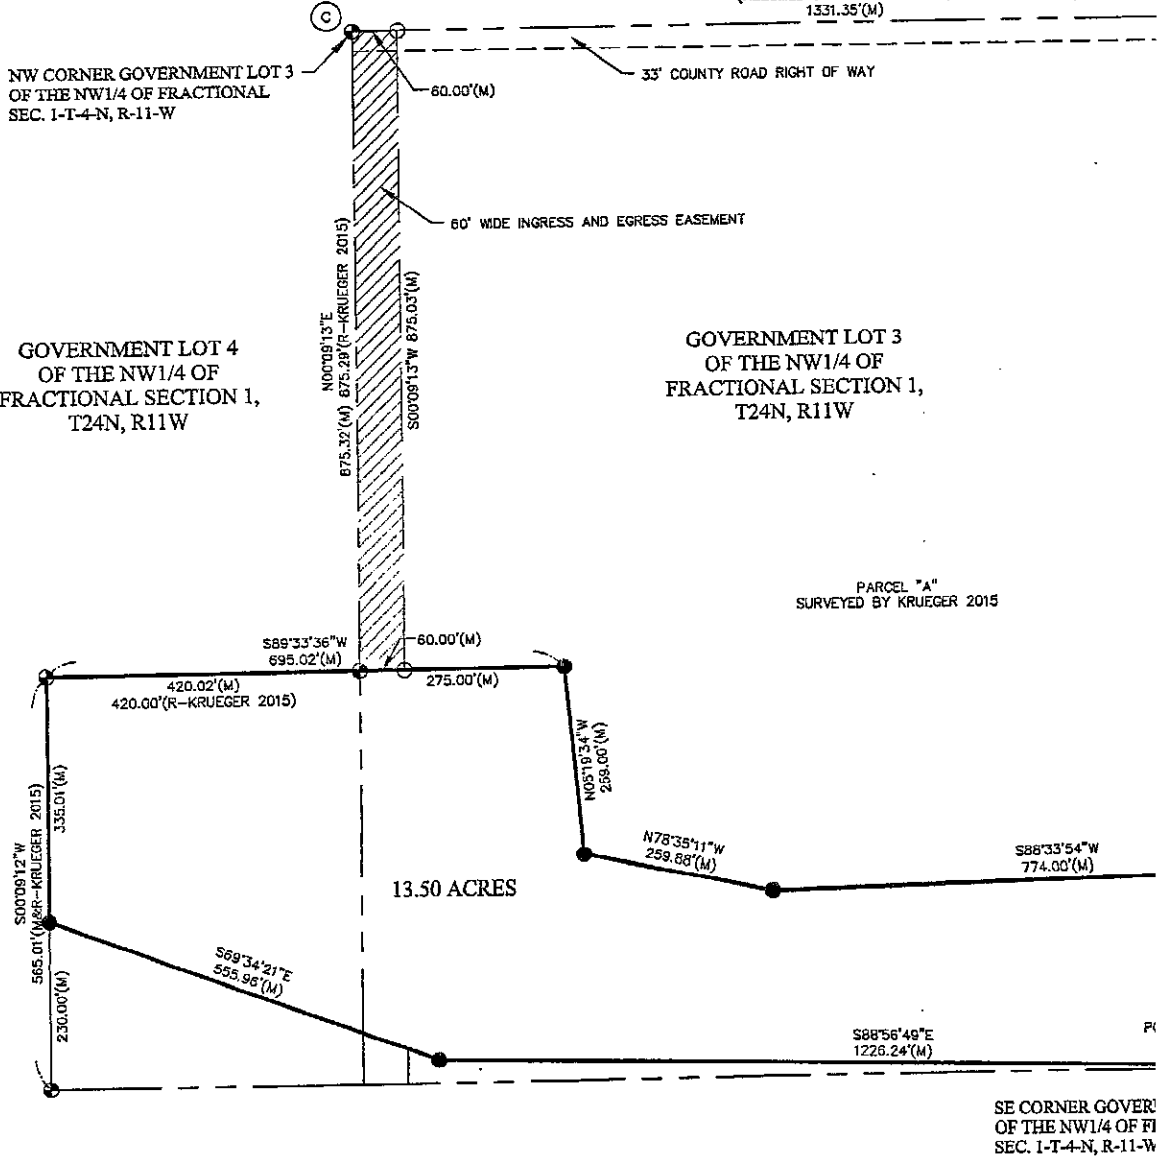 C
1331.35'(M)
NW CORNER GOVERNMENT LOT 3
OF THE NW1/4 OF FRACTIONAL
SEC. 1-T-4-N, R-11-W
33' COUNTY ROAD RIGHT OF WAY
60.00'(M)
60' WIDE INGRESS AND EGRESS EASEMENT
N00°09'13"E
875.32'(M) 875.29'(R-KRUEGER 2015)
S00°09'13"W 875.03'(M)
GOVERNMENT LOT 4
OF THE NW1/4 OF
FRACTIONAL SECTION 1,
T24N, R11W
GOVERNMENT LOT 3
OF THE NW1/4 OF
FRACTIONAL SECTION 1,
T24N, R11W
PARCEL "A"
SURVEYED BY KRUEGER 2015
S89°33'36"W
695.02'(M)
60.00'(M)
420.02'(M)
420.00'(R-KRUEGER 2015)
275.00'(M)
N05°19'34"W
259.00'(M)
S00°09'12"W
565.01'(M&R-KRUEGER 2015)
335.01'(M)
N78°35'11"W
259.88'(M)
S88°33'54"W
774.00'(M)
13.50 ACRES
S69°34'21"E
555.96'(M)
230.00'(M)
S88°56'49"E
1226.24'(M)
SE CORNER GOVER
OF THE NW1/4 OF
SEC. 1-T-4-N, R-11-W